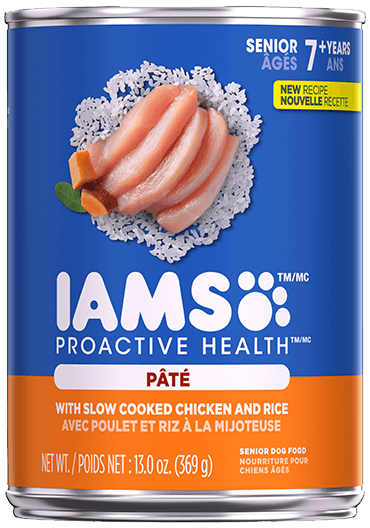 SENIOR 7+ YEARS
ÂGÉS ANS
NEW RECIPE
NOUVELLE RECETTE
IAMS TM/MC
PROACTIVE HEALTH TM/MC
PÂTÉ
WITH SLOW COOKED CHICKEN AND RICE
AVEC POULET ET RIZ À LA MIJOTEUSE
SENIOR DOG FOOD
NOURRITURE POUR
CHIENS ÂGÉS
NET WT. / POIDS NET : 13.0 oz. (369 g)